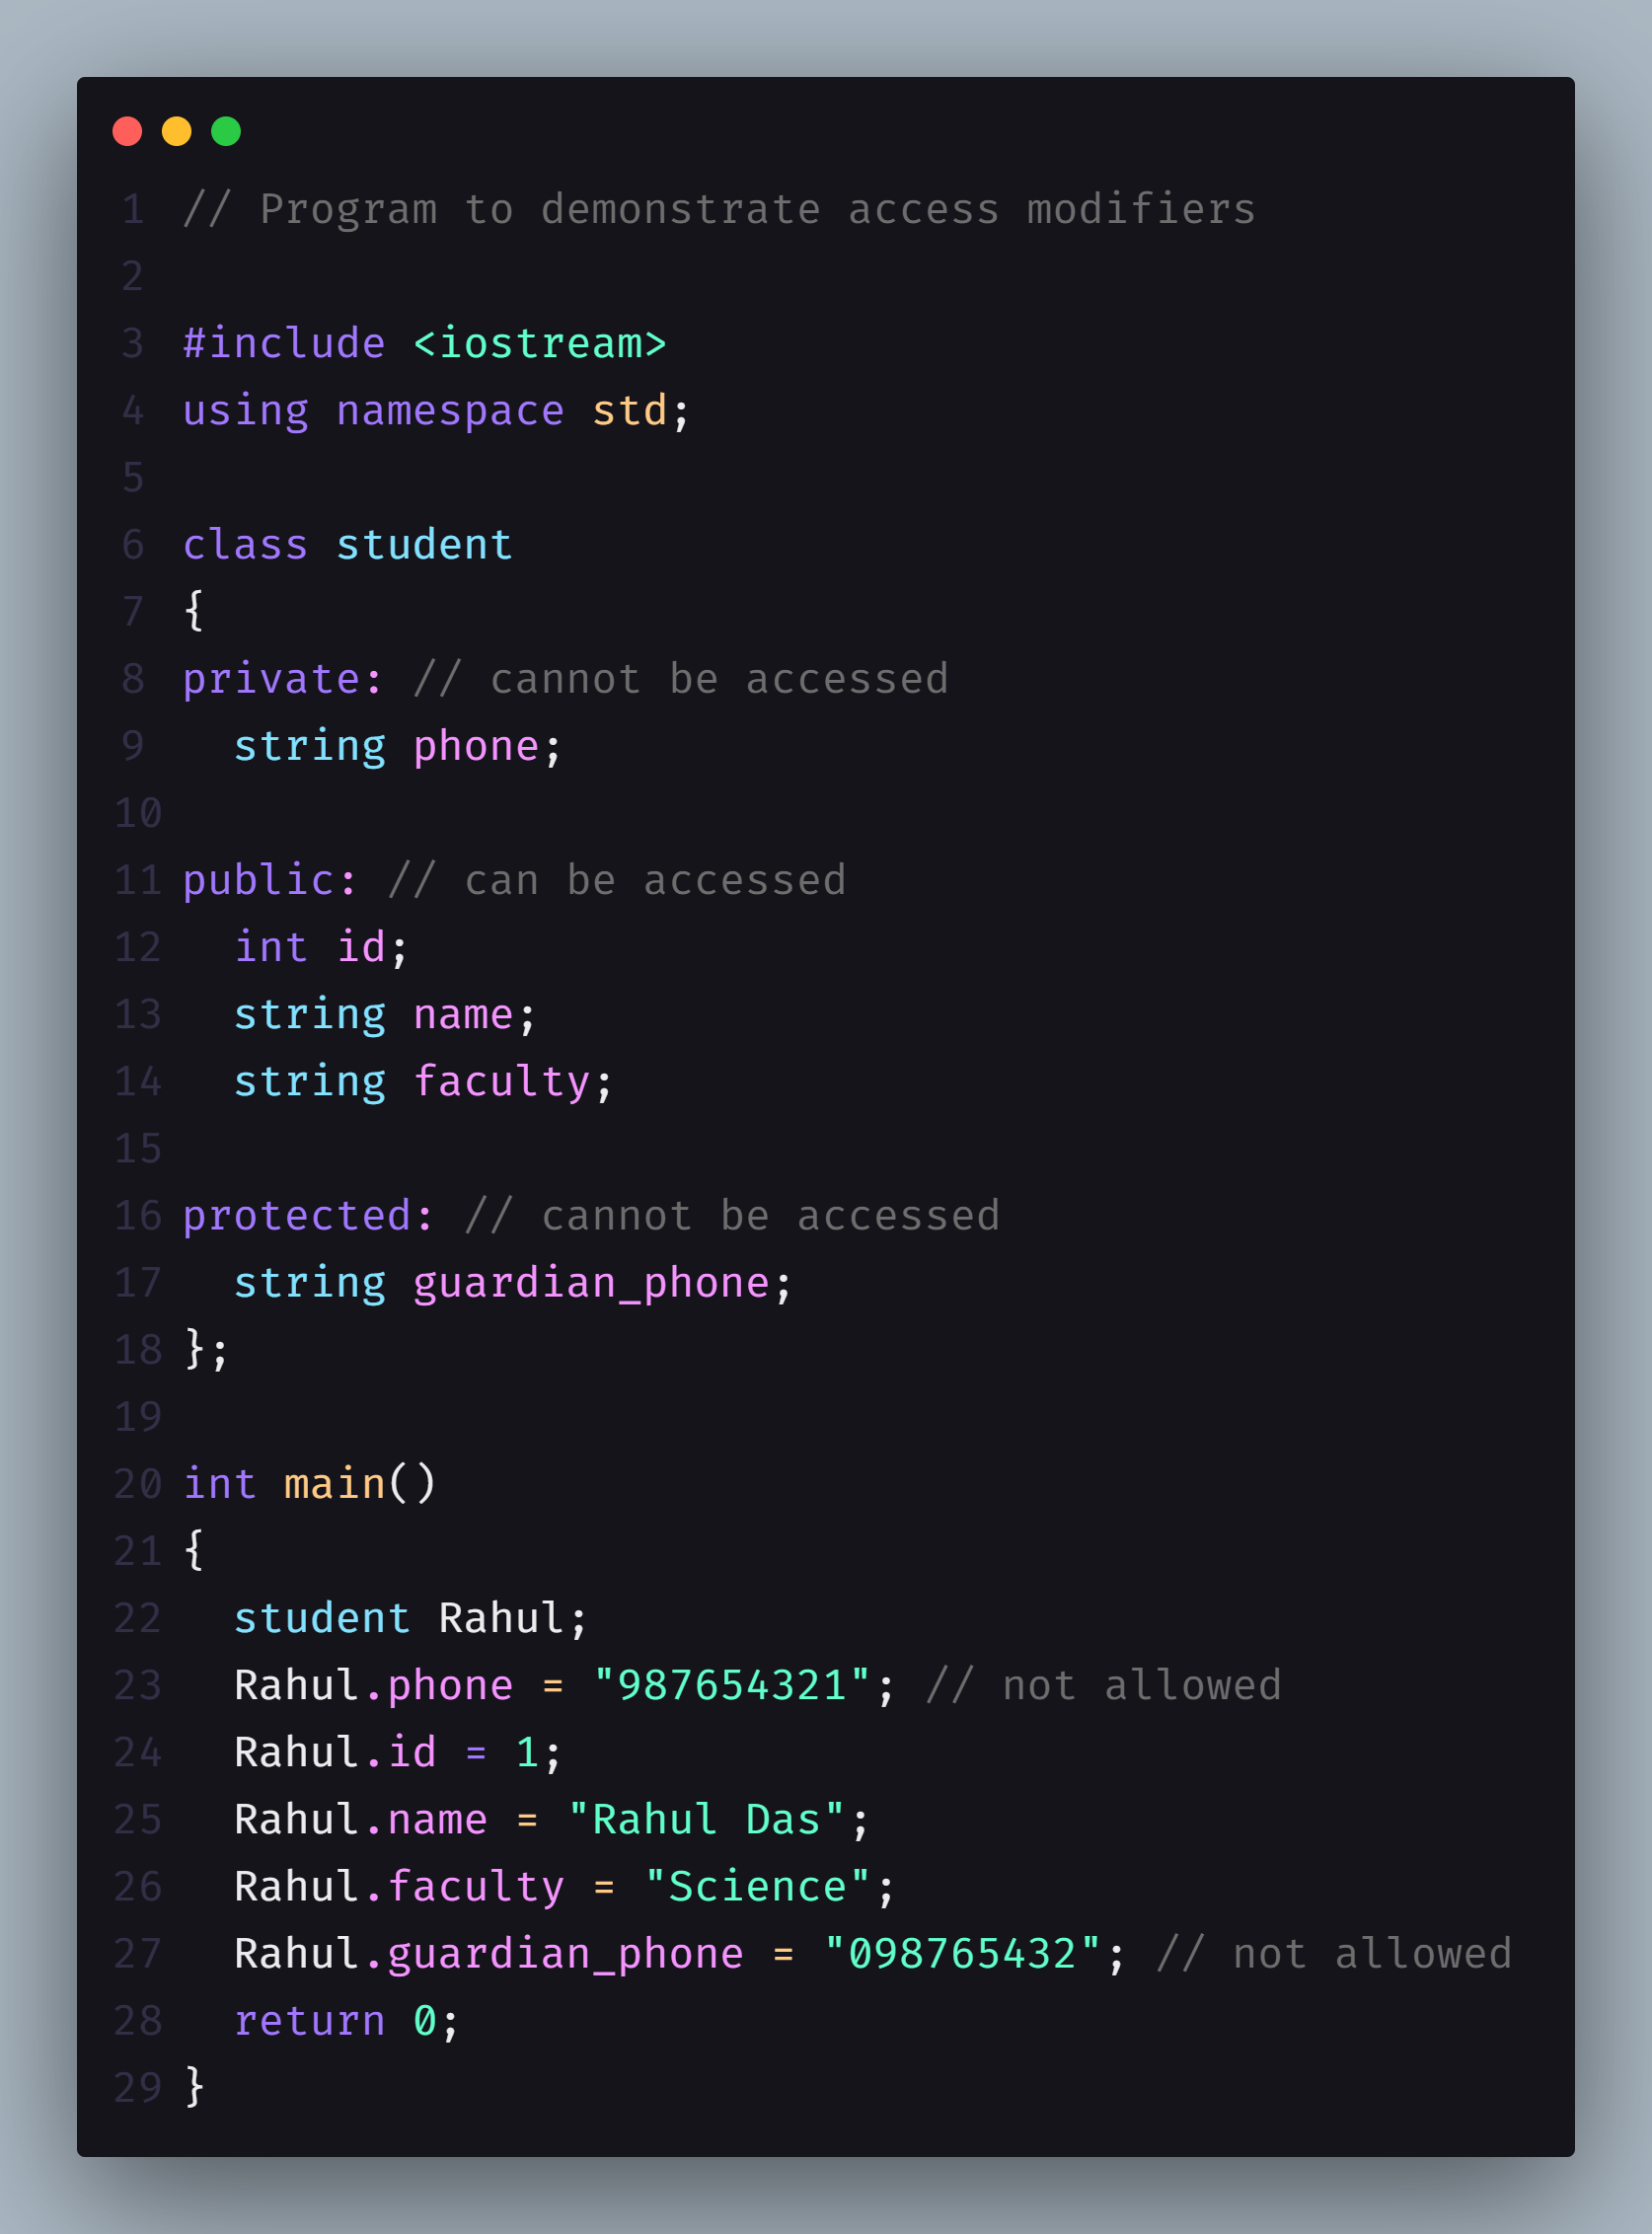 1 // Program to demonstrate access modifiers
2
3 #include <iostream>
4 using namespace std;
5
6 class student
7 {
8 private: // cannot be accessed
9   string phone;
10
11 public: // can be accessed
12   int id;
13   string name;
14   string faculty;
15
16 protected: // cannot be accessed
17   string guardian_phone;
18 };
19
20 int main()
21 {
22   student Rahul;
23   Rahul.phone = "987654321"; // not allowed
24   Rahul.id = 1;
25   Rahul.name = "Rahul Das";
26   Rahul.faculty = "Science";
27   Rahul.guardian_phone = "098765432"; // not allowed
28   return 0;
29 }